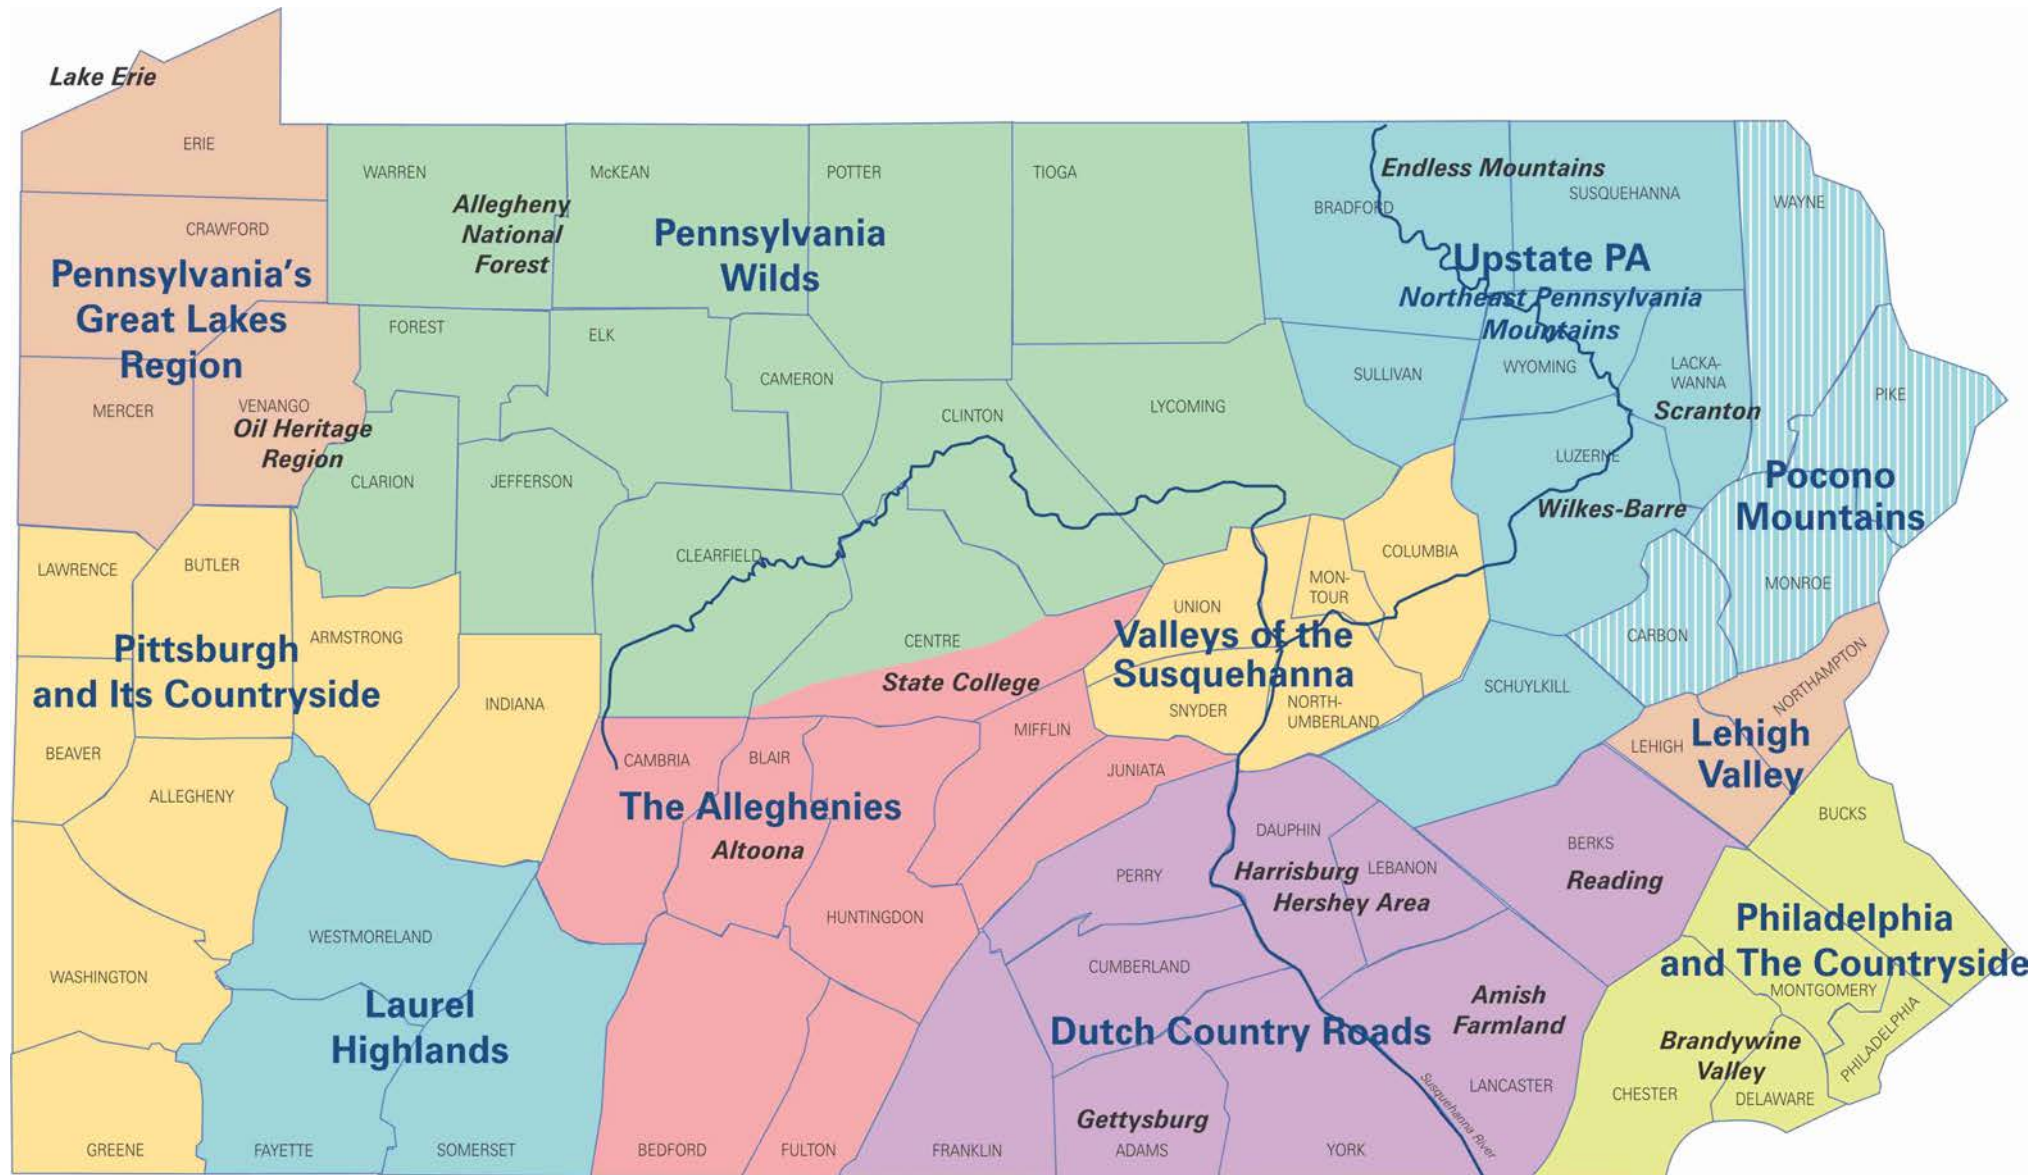 Lake Erie
ERIE
CRAWFORD
Pennsylvania's
Great Lakes
Region
MERCER
VENANGO
Oil Heritage
Region
WARREN
Allegheny
National
Forest
McKEAN
POTTER
TIOGA
Pennsylvania
Wilds
FOREST
ELK
CAMERON
CLINTON
LYCOMING
CLARION
JEFFERSON
CLEARFIELD
CENTRE
State College
Endless Mountains
BRADFORD
SUSQUEHANNA
WAYNE
Upstate PA
Northeast Pennsylvania
Mountains
SULLIVAN
WYOMING
LACKA-
WANNA
Scranton
PIKE
LUZERNE
Wilkes-Barre
Pocono
Mountains
MONROE
CARBON
SCHUYLKILL
LAWRENCE
BUTLER
ARMSTRONG
Pittsburgh
and Its Countryside
INDIANA
BEAVER
ALLEGHENY
WASHINGTON
GREENE
WESTMORELAND
Laurel
Highlands
FAYETTE
SOMERSET
CAMBRIA
BLAIR
MIFFLIN
JUNIATA
The Alleghenies
Altoona
HUNTINGDON
BEDFORD
FULTON
COLUMBIA
MON-
TOUR
UNION
Valleys of the
Susquehanna
SNYDER
NORTH-
UMBERLAND
NORTHAMPTON
LEHIGH
Lehigh
Valley
DAUPHIN
PERRY
Harrisburg
LEBANON
Hershey Area
BERKS
Reading
CUMBERLAND
Dutch Country Roads
Amish
Farmland
LANCASTER
Susquehanna River
Gettysburg
FRANKLIN
ADAMS
YORK
BUCKS
Philadelphia
and The Countryside
MONTGOMERY
PHILADELPHIA
Brandywine
Valley
CHESTER
DELAWARE